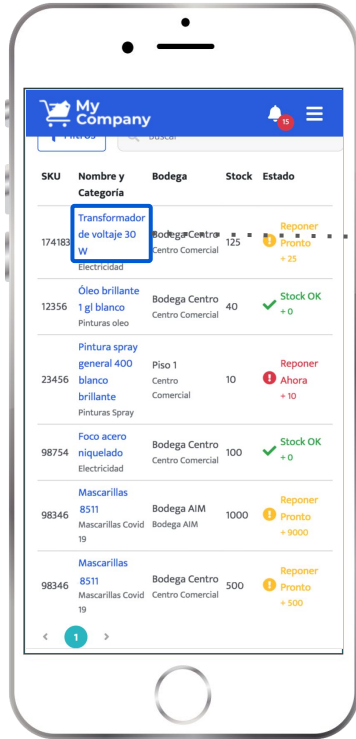 My
Company
15
Filtros
Buscar
SKU Nombre y Categoría Bodega Stock Estado
174183 Transformador de voltaje 30 W Electricidad Bodega Centro Centro Comercial 125 Reponer Pronto + 25
12356 Óleo brillante 1 gl blanco Pinturas oleo Bodega Centro Centro Comercial 40 Stock OK + 0
23456 Pintura spray general 400 blanco brillante Pinturas Spray Piso 1 Centro Comercial 10 Reponer Ahora + 10
98754 Foco acero niquelado Electricidad Bodega Centro Centro Comercial 100 Stock OK + 0
98346 Mascarillas 8511 Mascarillas Covid 19 Bodega AIM Bodega AIM 1000 Reponer Pronto + 9000
98346 Mascarillas 8511 Mascarillas Covid 19 Bodega Centro Centro Comercial 500 Reponer Pronto + 500
< 1 >